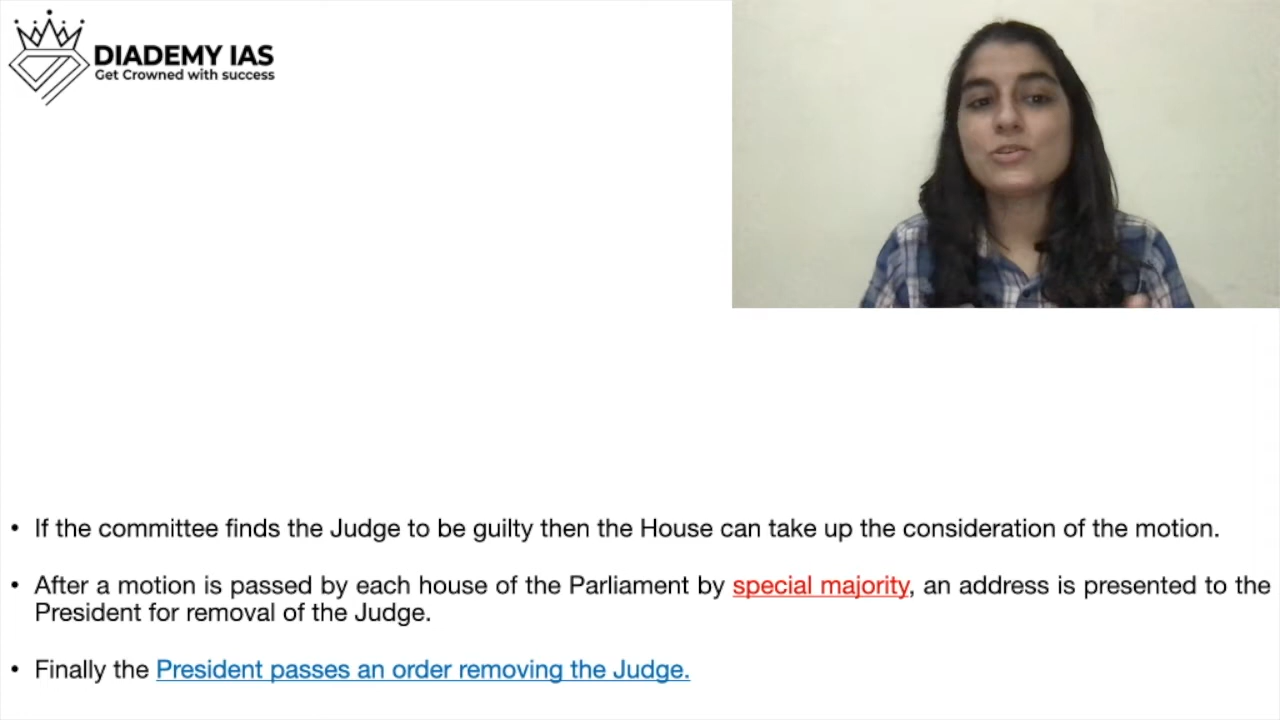 DIADEMY IAS
Get Crowned with success
• If the committee finds the Judge to be guilty then the House can take up the consideration of the motion.
• After a motion is passed by each house of the Parliament by special majority, an address is presented to the
President for removal of the Judge.
• Finally the President passes an order removing the Judge.